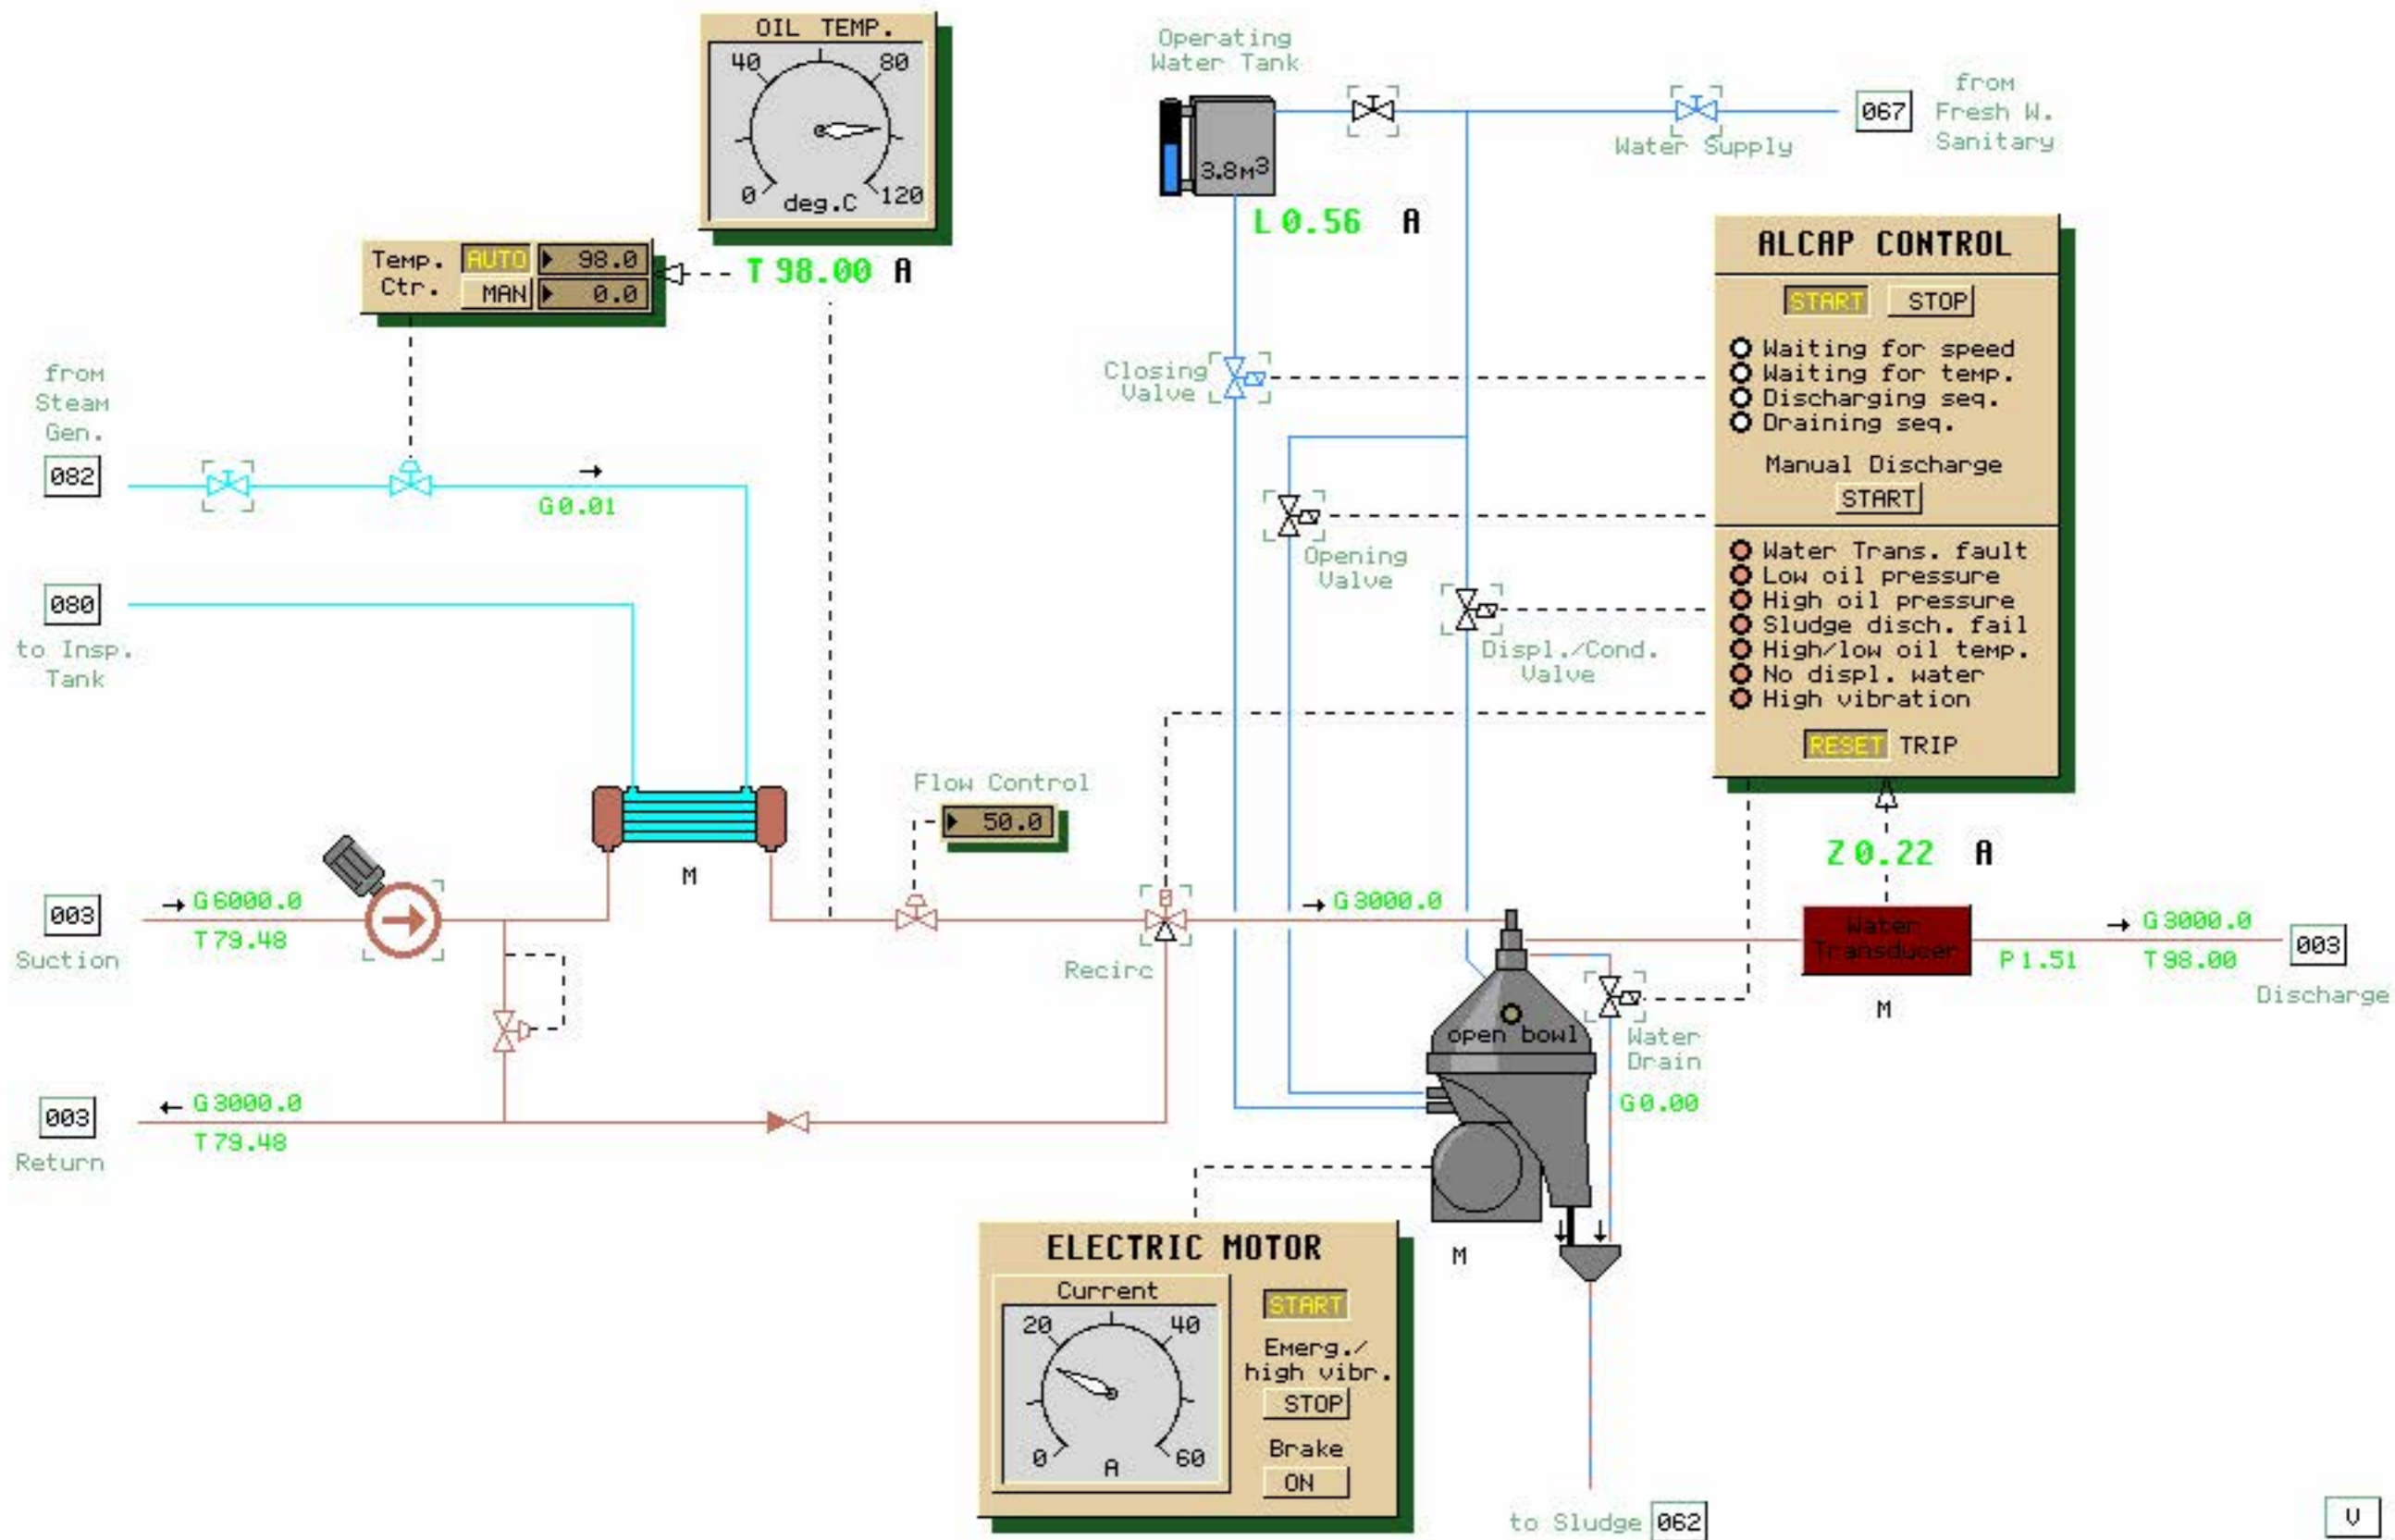 OIL TEMP.
40
80
0
120
deg.C
Operating
Water Tank
3.8м3
L 0.56 A
067
from
Fresh W.
Sanitary
Water Supply
Temp.
Ctr.
AUTO
98.0
MAN
0.0
T 98.00 A
ALCAP CONTROL
START
STOP
Waiting for speed
Waiting for temp.
Discharging seq.
Draining seq.
Manual Discharge
START
Water Trans. fault
Low oil pressure
High oil pressure
Sludge disch. fail
High/low oil temp.
No displ. water
High vibration
RESET TRIP
Closing
Valve
from
Steam
Gen.
082
G 0.01
Opening
Valve
080
to Insp.
Tank
Displ./Cond.
Valve
Flow Control
50.0
M
Z 0.22 A
003
Suction
G 6000.0
T 79.48
Recirc
G 3000.0
Water
Transducer
M
G 3000.0
P 1.51
T 98.00
003
Discharge
open bowl
Water
Drain
G 0.00
003
Return
G 3000.0
T 79.48
M
ELECTRIC MOTOR
Current
20
40
0
60
A
START
Emerg./
high vibr.
STOP
Brake
ON
to Sludge
062
V